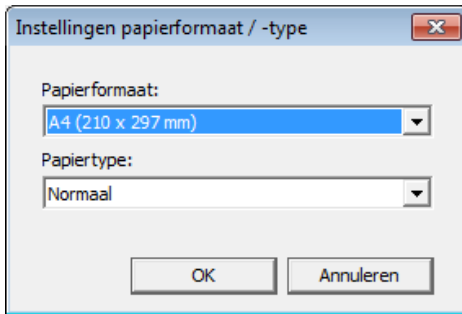 Instellingen papierformaat / -type
Papierformaat:
A4 (210 x 297 mm)
Papiertype:
Normaal
OK Annuleren